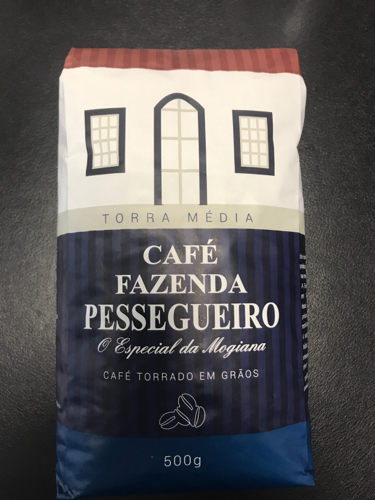 TORRA MÉDIA
CAFÉ
FAZENDA
PESSEGUEIRO
O Especial da Mogiana
CAFÉ TORRADO EM GRÃOS
500g